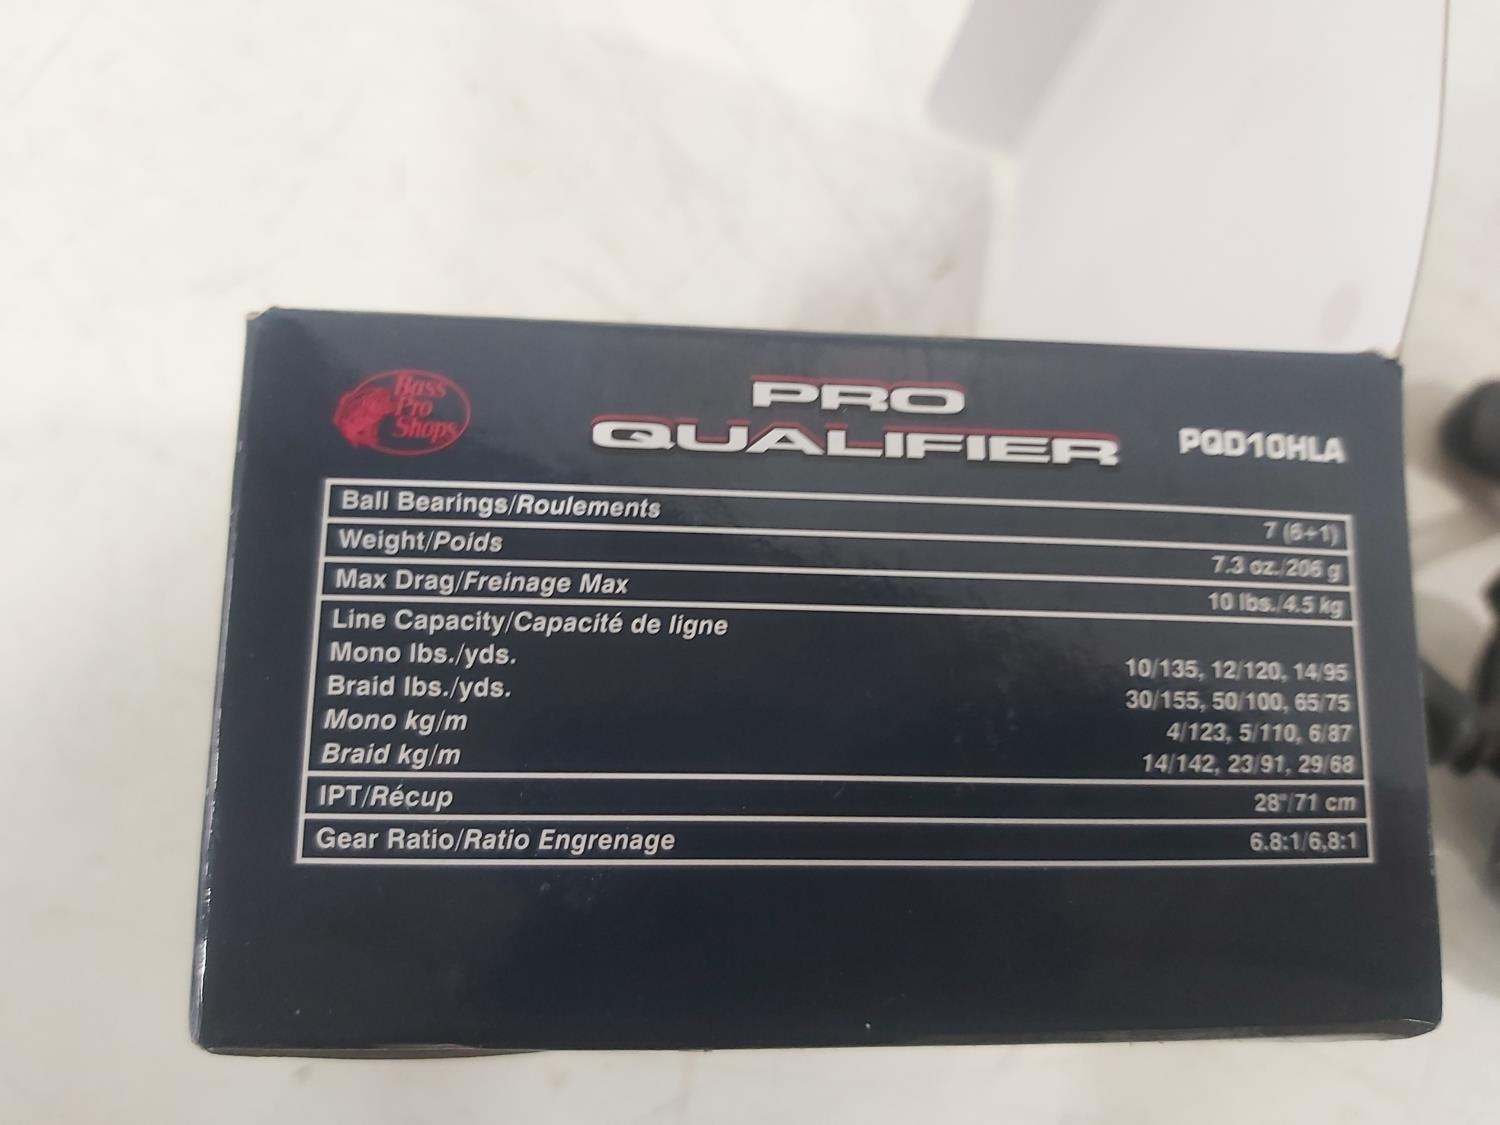 Bass
Pro
Shops
PRO
QUALIFIER
PQD10HLA
Ball Bearings/Roulements 7 (6+1)
Weight/Poids 7.3 oz./206 g
Max Drag/Freinage Max 10 lbs./4.5 kg
Line Capacity/Capacité de ligne
Mono lbs./yds. 10/135, 12/120, 14/95
Braid lbs./yds. 30/155, 50/100, 65/75
Mono kg/m 4/123, 5/110, 6/87
Braid kg/m 14/142, 23/91, 29/68
IPT/Récup 28"/71 cm
Gear Ratio/Ratio Engrenage 6.8:1/6,8:1